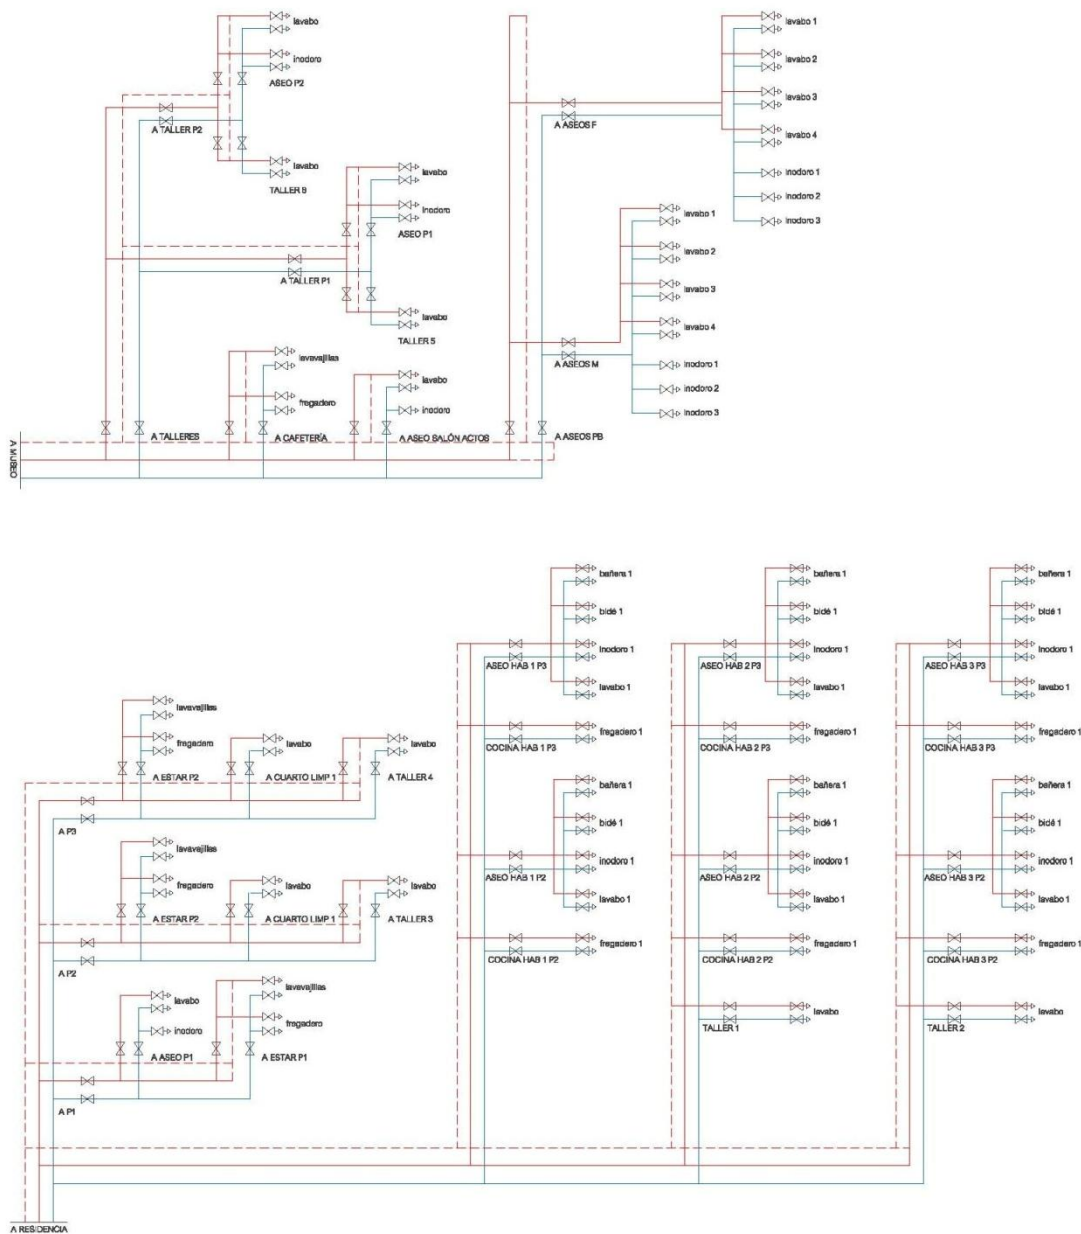 lavabo
inodoro
ASEO P2
A TALLER P2
lavabo
TALLER 9
lavabo
inodoro
ASEO P1
A TALLER P1
lavabo
TALLER 5
lavavajillas
fregadero
lavabo
inodoro
A TALLERES
A CAFETERÍA
A ASEO SALÓN ACTOS
A ASEOS PB
A MUSEO
lavabo 1
lavabo 2
lavabo 3
lavabo 4
A ASEOS F
inodoro 1
inodoro 2
inodoro 3
lavabo 1
lavabo 2
lavabo 3
lavabo 4
A ASEOS M
inodoro 1
inodoro 2
inodoro 3
lavavajillas
fregadero
lavabo
lavabo
A ESTAR P2
A CUARTO LIMP 1
A TALLER 4
A P3
lavavajillas
fregadero
lavabo
lavabo
A ESTAR P2
A CUARTO LIMP 1
A TALLER 3
A P2
lavabo
inodoro
lavavajillas
fregadero
A ASEO P1
A ESTAR P1
A P1
A RESIDENCIA
bañera 1
bidé 1
inodoro 1
ASEO HAB 1 P3
lavabo 1
fregadero 1
COCINA HAB 1 P3
bañera 1
bidé 1
inodoro 1
ASEO HAB 1 P2
lavabo 1
fregadero 1
COCINA HAB 1 P2
bañera 1
bidé 1
inodoro 1
ASEO HAB 2 P3
lavabo 1
fregadero 1
COCINA HAB 2 P3
bañera 1
bidé 1
inodoro 1
ASEO HAB 2 P2
lavabo 1
fregadero 1
COCINA HAB 2 P2
lavabo
TALLER 1
bañera 1
bidé 1
inodoro 1
ASEO HAB 3 P3
lavabo 1
fregadero 1
COCINA HAB 3 P3
bañera 1
bidé 1
inodoro 1
ASEO HAB 3 P2
lavabo 1
fregadero 1
COCINA HAB 3 P2
lavabo
TALLER 2